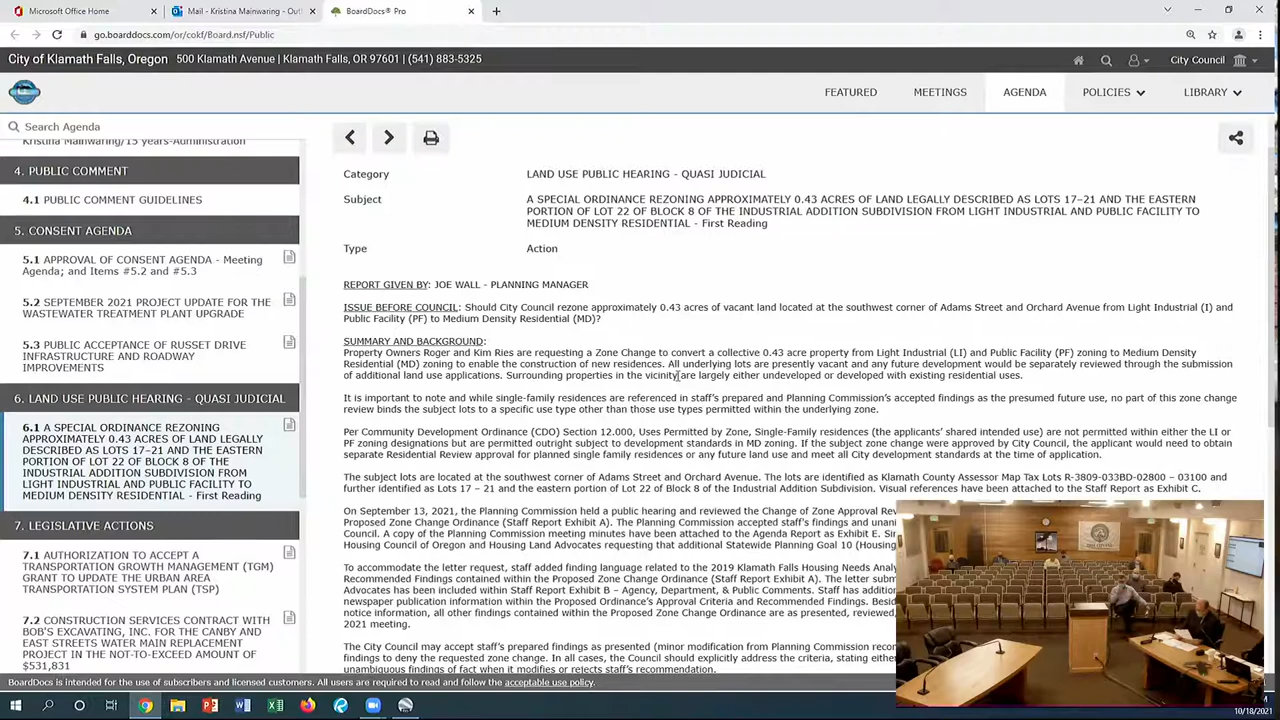 Microsoft Office Home
Mail - Kristina Mainwaring - Out
BoardDocs® Pro
go.boarddocs.com/or/cokf/Board.nsf/Public
City of Klamath Falls, Oregon 500 Klamath Avenue | Klamath Falls, OR 97601 | (541) 883-5325
City Council
FEATURED MEETINGS AGENDA POLICIES LIBRARY
Search Agenda
Kristina Mainwaring/15 years-Administration
4. PUBLIC COMMENT
4.1 PUBLIC COMMENT GUIDELINES
5. CONSENT AGENDA
5.1 APPROVAL OF CONSENT AGENDA - Meeting
Agenda; and Items #5.2 and #5.3
5.2 SEPTEMBER 2021 PROJECT UPDATE FOR THE
WASTEWATER TREATMENT PLANT UPGRADE
5.3 PUBLIC ACCEPTANCE OF RUSSET DRIVE
INFRASTRUCTURE AND ROADWAY
IMPROVEMENTS
6. LAND USE PUBLIC HEARING - QUASI JUDICIAL
6.1 A SPECIAL ORDINANCE REZONING
APPROXIMATELY 0.43 ACRES OF LAND LEGALLY
DESCRIBED AS LOTS 17–21 AND THE EASTERN
PORTION OF LOT 22 OF BLOCK 8 OF THE
INDUSTRIAL ADDITION SUBDIVISION FROM
LIGHT INDUSTRIAL AND PUBLIC FACILITY TO
MEDIUM DENSITY RESIDENTIAL - First Reading
7. LEGISLATIVE ACTIONS
7.1 AUTHORIZATION TO ACCEPT A
TRANSPORTATION GROWTH MANAGEMENT (TGM)
GRANT TO UPDATE THE URBAN AREA
TRANSPORTATION SYSTEM PLAN (TSP)
7.2 CONSTRUCTION SERVICES CONTRACT WITH
BOB'S EXCAVATING, INC. FOR THE CANBY AND
EAST STREETS WATER MAIN REPLACEMENT
PROJECT IN THE NOT-TO-EXCEED AMOUNT OF
$531,831
Category LAND USE PUBLIC HEARING - QUASI JUDICIAL
Subject A SPECIAL ORDINANCE REZONING APPROXIMATELY 0.43 ACRES OF LAND LEGALLY DESCRIBED AS LOTS 17–21 AND THE EASTERN
PORTION OF LOT 22 OF BLOCK 8 OF THE INDUSTRIAL ADDITION SUBDIVISION FROM LIGHT INDUSTRIAL AND PUBLIC FACILITY TO
MEDIUM DENSITY RESIDENTIAL - First Reading
Type Action
REPORT GIVEN BY: JOE WALL - PLANNING MANAGER
ISSUE BEFORE COUNCIL: Should City Council rezone approximately 0.43 acres of vacant land located at the southwest corner of Adams Street and Orchard Avenue from Light Industrial (I) and
Public Facility (PF) to Medium Density Residential (MD)?
SUMMARY AND BACKGROUND:
Property Owners Roger and Kim Ries are requesting a Zone Change to convert a collective 0.43 acre property from Light Industrial (LI) and Public Facility (PF) zoning to Medium Density
Residential (MD) zoning to enable the construction of new residences. All underlying lots are presently vacant and any future development would be separately reviewed through the submission
of additional land use applications. Surrounding properties in the vicinity are largely either undeveloped or developed with existing residential uses.
It is important to note and while single-family residences are referenced in staff's prepared and Planning Commission's accepted findings as the presumed future use, no part of this zone change
review binds the subject lots to a specific use type other than those use types permitted within the underlying zone.
Per Community Development Ordinance (CDO) Section 12.000, Uses Permitted by Zone, Single-Family residences (the applicants' shared intended use) are not permitted within either the LI or
PF zoning designations but are permitted outright subject to development standards in MD zoning. If the subject zone change were approved by City Council, the applicant would need to obtain
separate Residential Review approval for planned single family residences or any future land use and meet all City development standards at the time of application.
The subject lots are located at the southwest corner of Adams Street and Orchard Avenue. The lots are identified as Klamath County Assessor Map Tax Lots R-3809-033BD-02800 – 03100 and
further identified as Lots 17 – 21 and the eastern portion of Lot 22 of Block 8 of the Industrial Addition Subdivision. Visual references have been attached to the Staff Report as Exhibit C.
On September 13, 2021, the Planning Commission held a public hearing and reviewed the Change of Zone Approval Rev
Proposed Zone Change Ordinance (Staff Report Exhibit A). The Planning Commission accepted staff's findings and unani
Council. A copy of the Planning Commission meeting minutes have been attached to the Agenda Report as Exhibit E. Si
Housing Council of Oregon and Housing Land Advocates requesting that additional Statewide Planning Goal 10 (Housing
To accommodate the letter request, staff added finding language related to the 2019 Klamath Falls Housing Needs Analy
Recommended Findings contained within the Proposed Zone Change Ordinance (Staff Report Exhibit A). The letter subm
Advocates has been included within Staff Report Exhibit B – Agency, Department, & Public Comments. Staff has addition
newspaper publication information within the Proposed Ordinance's Approval Criteria and Recommended Findings. Besid
notice information, all other findings contained within the Proposed Zone Change Ordinance are as presented, reviewed,
2021 meeting.
The City Council may accept staff's prepared findings as presented (minor modification from Planning Commission recon
findings to deny the requested zone change. In all cases, the Council should explicitly address the criteria, stating either
unambiguous findings of fact when it modifies or rejects staff's recommendation.
BoardDocs is intended for the use of subscribers and licensed customers. All users are required to read and follow the acceptable use policy.
10/18/2021